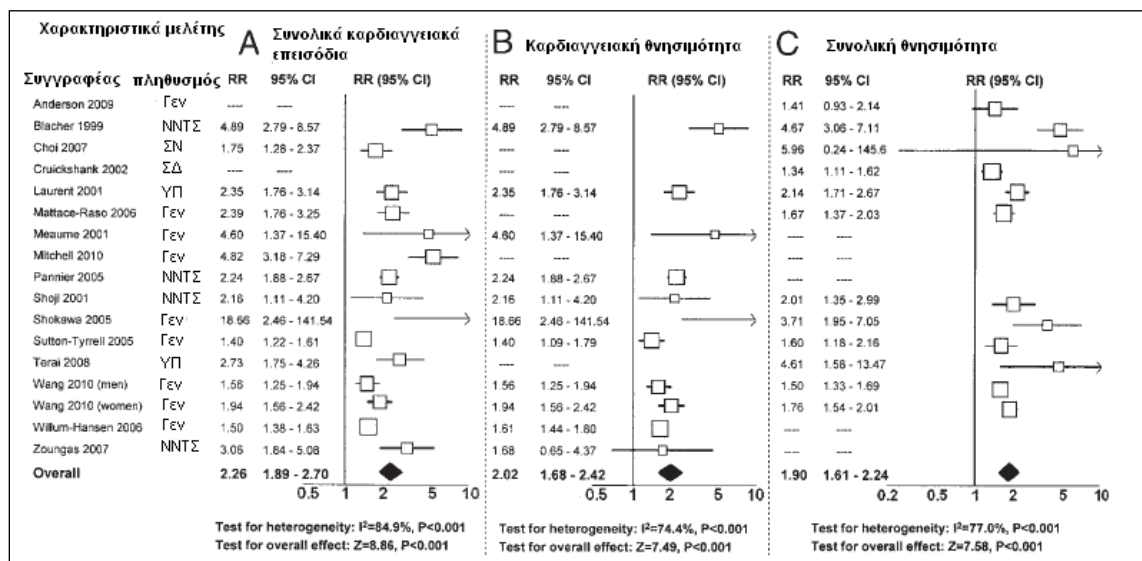 Χαρακτηριστικά μελέτης A Συνολικά καρδιαγγειακά επεισόδια B Καρδιαγγειακή θνησιμότητα C Συνολική θνησιμότητα
Συγγραφέας πληθυσμός RR 95% CI RR (95% CI) RR 95% CI RR (95% CI) RR 95% CI RR (95% CI)
Anderson 2009 Γεν ---- ---- ---- ---- 1.41 0.93 - 2.14
Blacher 1999 ΝΝΤΣ 4.89 2.79 - 8.57 4.89 2.79 - 8.57 4.67 3.06 - 7.11
Choi 2007 ΣΝ 1.75 1.28 - 2.37 ---- ---- 5.96 0.24 - 145.6
Cruickshank 2002 ΣΔ ---- ---- ---- ---- 1.34 1.11 - 1.62
Laurent 2001 ΥΠ 2.35 1.76 - 3.14 2.35 1.76 - 3.14 2.14 1.71 - 2.67
Mattace-Raso 2006 Γεν 2.39 1.76 - 3.25 ---- ---- 1.67 1.37 - 2.03
Meaume 2001 Γεν 4.60 1.37 - 15.40 4.60 1.37 - 15.40 ---- ----
Mitchell 2010 Γεν 4.82 3.18 - 7.29 ---- ---- ---- ----
Pannier 2005 ΝΝΤΣ 2.24 1.88 - 2.67 2.24 1.88 - 2.67
Shoji 2001 ΝΝΤΣ 2.16 1.11 - 4.20 2.16 1.11 - 4.20 2.01 1.35 - 2.99
Shokawa 2005 Γεν 18.66 2.46 - 141.54 18.66 2.46 - 141.54 3.71 1.95 - 7.05
Sutton-Tyrrell 2005 Γεν 1.40 1.22 - 1.61 1.40 1.09 - 1.79 1.60 1.18 - 2.16
Terai 2008 ΥΠ 2.73 1.75 - 4.26 ---- ---- 4.61 1.58 - 13.47
Wang 2010 (men) Γεν 1.56 1.25 - 1.94 1.56 1.25 - 1.94 1.50 1.33 - 1.69
Wang 2010 (women) Γεν 1.94 1.56 - 2.42 1.94 1.56 - 2.42 1.76 1.54 - 2.01
Willum-Hansen 2006 Γεν 1.50 1.38 - 1.63 1.61 1.44 - 1.80 ---- ----
Zoungas 2007 ΝΝΤΣ 3.06 1.84 - 5.08 1.68 0.65 - 4.37 ---- ----
Overall 2.26 1.89 - 2.70 2.02 1.68 - 2.42 1.90 1.61 - 2.24
0.5 1 2 5 10 0.5 1 2 5 10 0.2 0.5 1 2 5 10
Test for heterogeneity: I²=84.9%, P<0.001 Test for heterogeneity: I²=74.4%, P<0.001 Test for heterogeneity: I²=77.0%, P<0.001
Test for overall effect: Z=8.86, P<0.001 Test for overall effect: Z=7.49, P<0.001 Test for overall effect: Z=7.58, P<0.001